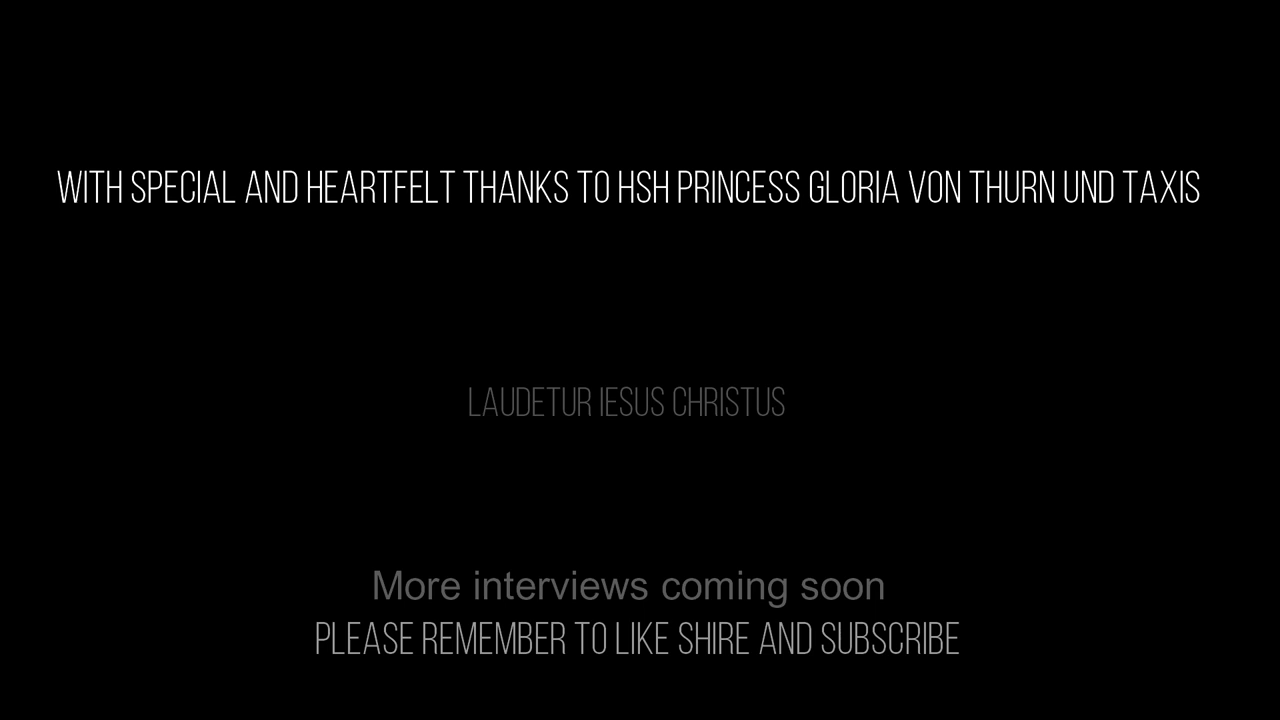 WITH SPECIAL AND HEARTFELT THANKS TO HSH PRINCESS GLORIA VON THURN UND TAXIS
LAUDETUR IESUS CHRISTUS
More interviews coming soon
PLEASE REMEMBER TO LIKE SHIRE AND SUBSCRIBE